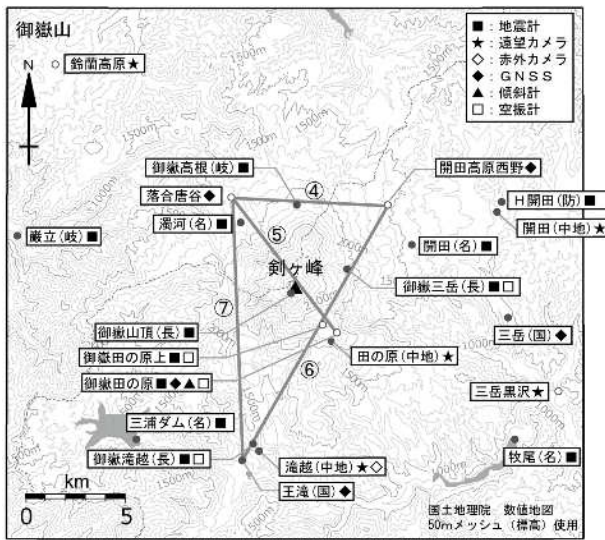 御嶽山
N
鈴蘭高原★
■：地震計
★：遠望カメラ
◇：赤外カメラ
◆：GNSS
▲：傾斜計
□：空振計
御嶽高根(岐)■
開田高原西野◆
④
落合唐谷◆
H開田(防)■
開田(中地)★
濁河(名)■
巌立(岐)■
⑤
開田(名)■
剣ヶ峰
御嶽三岳(長)■□
⑦
御嶽山頂(長)■
三岳(国)◆
御嶽田の原上■□
田の原(中地)★
御嶽田の原■◆▲□
⑥
三岳黒沢★
三浦ダム(名)■
御嶽滝越(長)■□
滝越(中地)★◇
牧尾(名)■
王滝(国)◆
km
0 5
国土地理院 数値地図
50mメッシュ（標高）使用
1500m
1500m
1500m
2000m
1000m
1000m
1500m
1500m